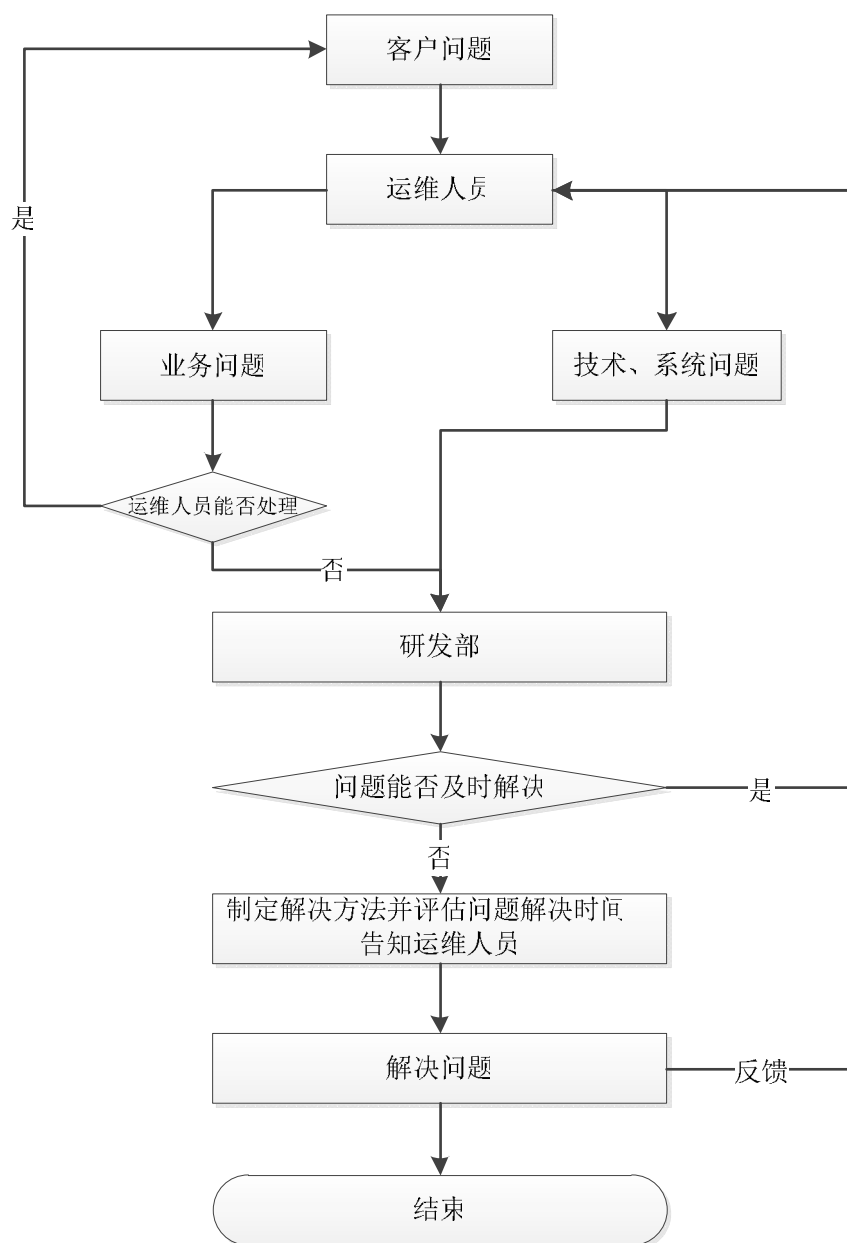 客户问题
运维人员
是
业务问题
技术、系统问题
运维人员能否处理
否
研发部
问题能否及时解决
是
否
制定解决方法并评估问题解决时间
告知运维人员
解决问题
反馈
结束